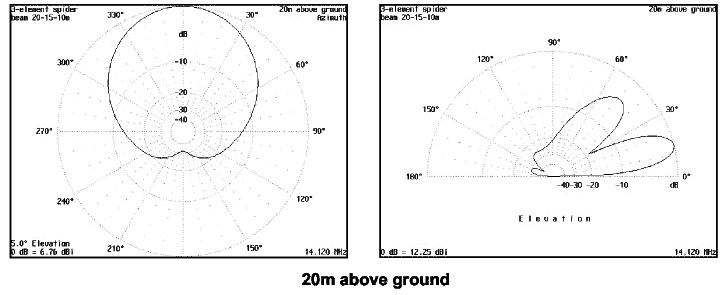 3-element spider
beam 20-15-10m
20m above ground
Azimuth
330°
30°
300°
60°
270°
90°
240°
120°
210°
150°
dB
-10
-20
-30
-40
5.0° Elevation
0 dB = 6.76 dBi
14.120 MHz
3-element spider
beam 20-15-10m
20m above ground
90°
120°
60°
150°
30°
180°
0°
-40-30 -20 -10 dB
Elevation
0 dB = 12.25 dBi
14.120 MHz
20m above ground